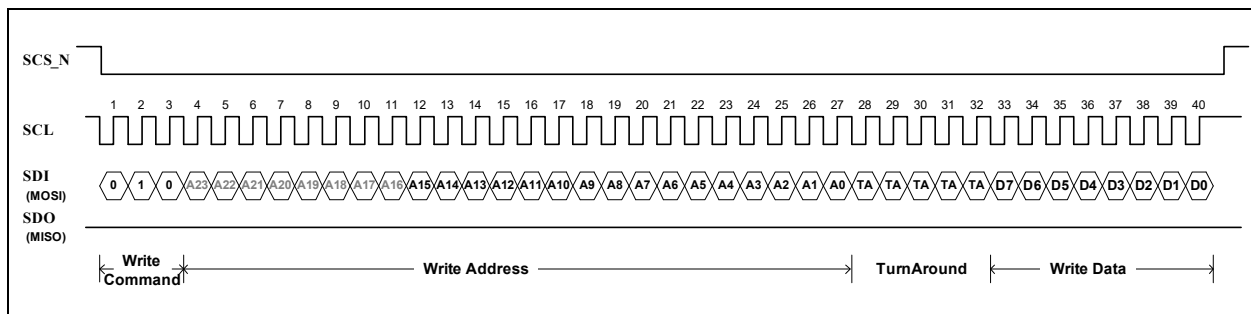 SCS_N
1 2 3 4 5 6 7 8 9 10 11 12 13 14 15 16 17 18 19 20 21 22 23 24 25 26 27 28 29 30 31 32 33 34 35 36 37 38 39 40
SCL
SDI 0 1 0 A23 A22 A21 A20 A19 A18 A17 A16 A15 A14 A13 A12 A11 A10 A9 A8 A7 A6 A5 A4 A3 A2 A1 A0 TA TA TA TA TA D7 D6 D5 D4 D3 D2 D1 D0
(MOSI)
SDO
(MISO)
Write Command Write Address TurnAround Write Data